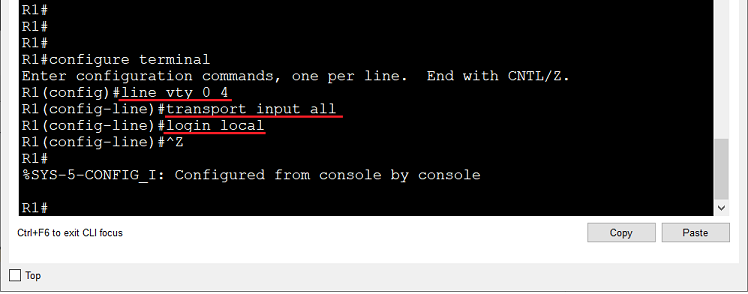 R1#
R1#
R1#
R1#configure terminal
Enter configuration commands, one per line.  End with CNTL/Z.
R1(config)#line vty 0 4
R1(config-line)#transport input all
R1(config-line)#login local
R1(config-line)#^Z
R1#
%SYS-5-CONFIG_I: Configured from console by console
R1#
Ctrl+F6 to exit CLI focus
Copy
Paste
Top